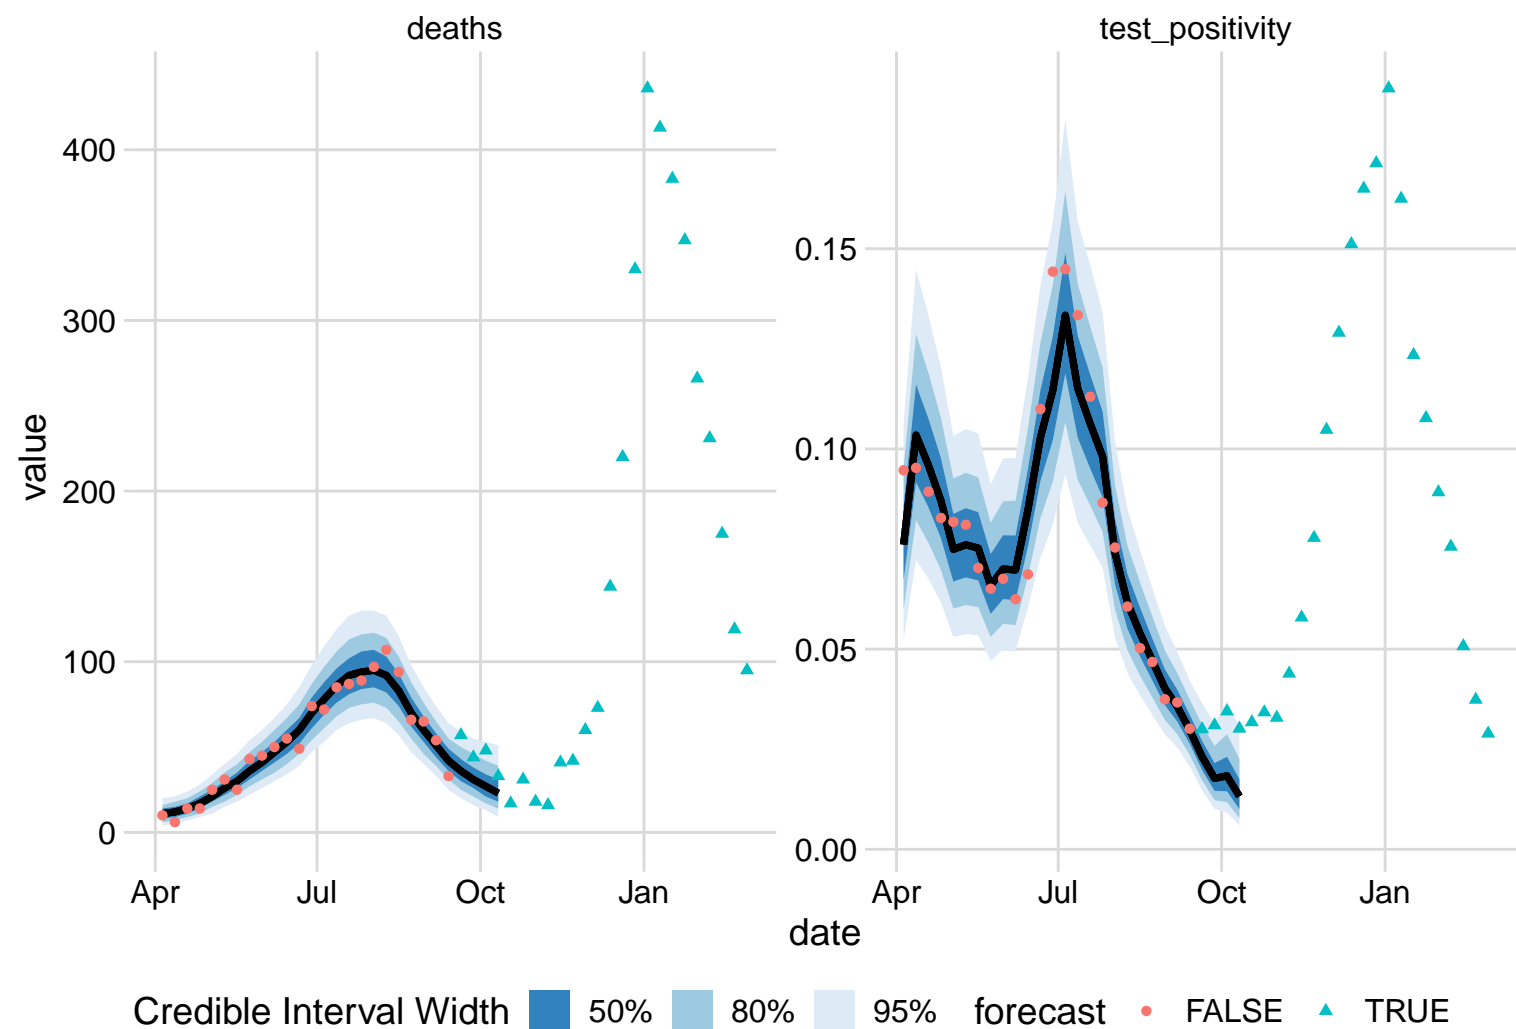 deaths
test_positivity
value
400
300
200
100
0
0.15
0.10
0.05
0.00
Apr Jul Oct Jan
Apr Jul Oct Jan
date
Credible Interval Width 50% 80% 95% forecast FALSE TRUE